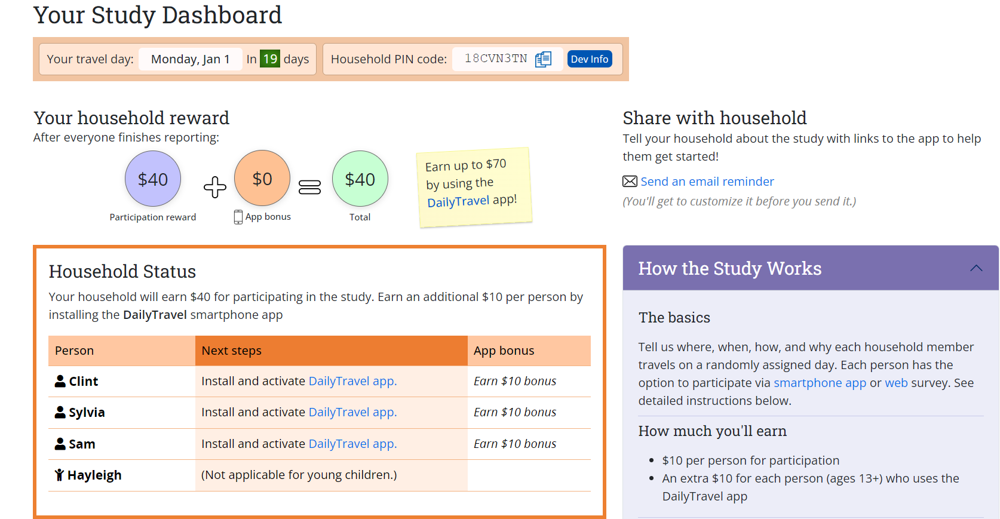 Your Study Dashboard
Your travel day: Monday, Jan 1 In 19 days
Household PIN code: 18CVN3TN Dev Info
Your household reward
After everyone finishes reporting:
$40 $0 $40
Participation reward App bonus Total
Earn up to $70
by using the
DailyTravel app!
Share with household
Tell your household about the study with links to the app to help
them get started!
Send an email reminder
(You'll get to customize it before you send it.)
Household Status
Your household will earn $40 for participating in the study. Earn an additional $10 per person by
installing the DailyTravel smartphone app
Person Next steps App bonus
Clint Install and activate DailyTravel app. Earn $10 bonus
Sylvia Install and activate DailyTravel app. Earn $10 bonus
Sam Install and activate DailyTravel app. Earn $10 bonus
Hayleigh (Not applicable for young children.)
How the Study Works
The basics
Tell us where, when, how, and why each household member
travels on a randomly assigned day. Each person has the
option to participate via smartphone app or web survey. See
detailed instructions below.
How much you'll earn
• $10 per person for participation
• An extra $10 for each person (ages 13+) who uses the
DailyTravel app